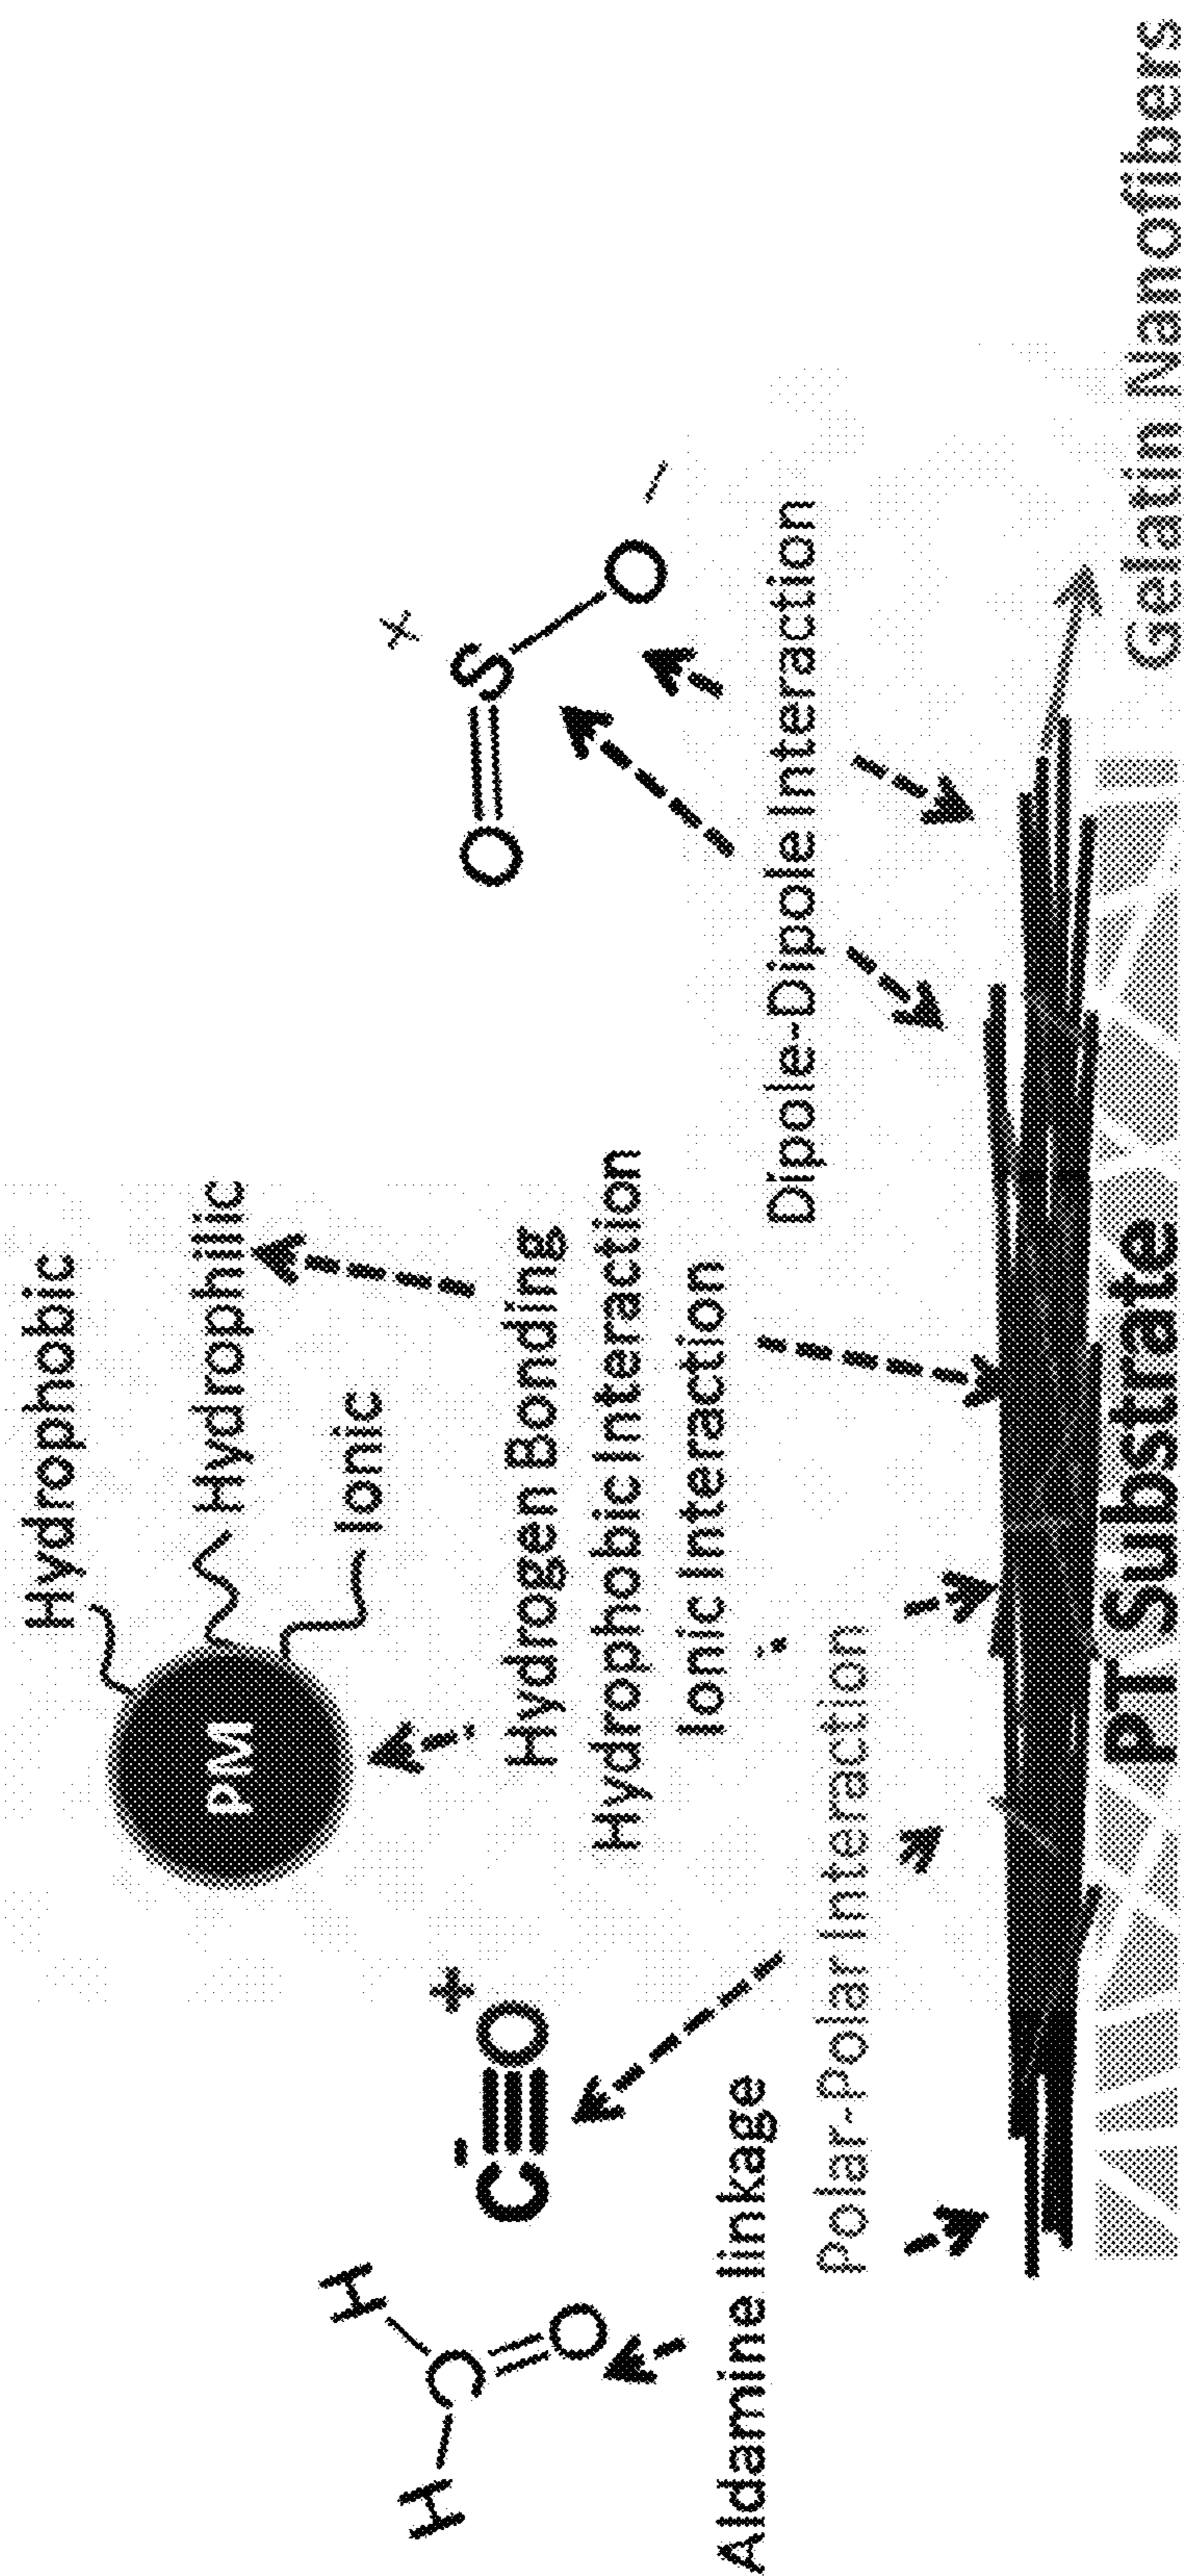 Hydrophobic
PM
Hydrophilic
Ionic
H
H
C
O
C≡O
-
+
O=S-O
+
-
Hydrogen Bonding
Hydrophobic Interaction
Ionic Interaction
Aldamine linkage
Dipole-Dipole Interaction
Polar-Polar Interaction
PT Substrate
Gelatin Nanofibers